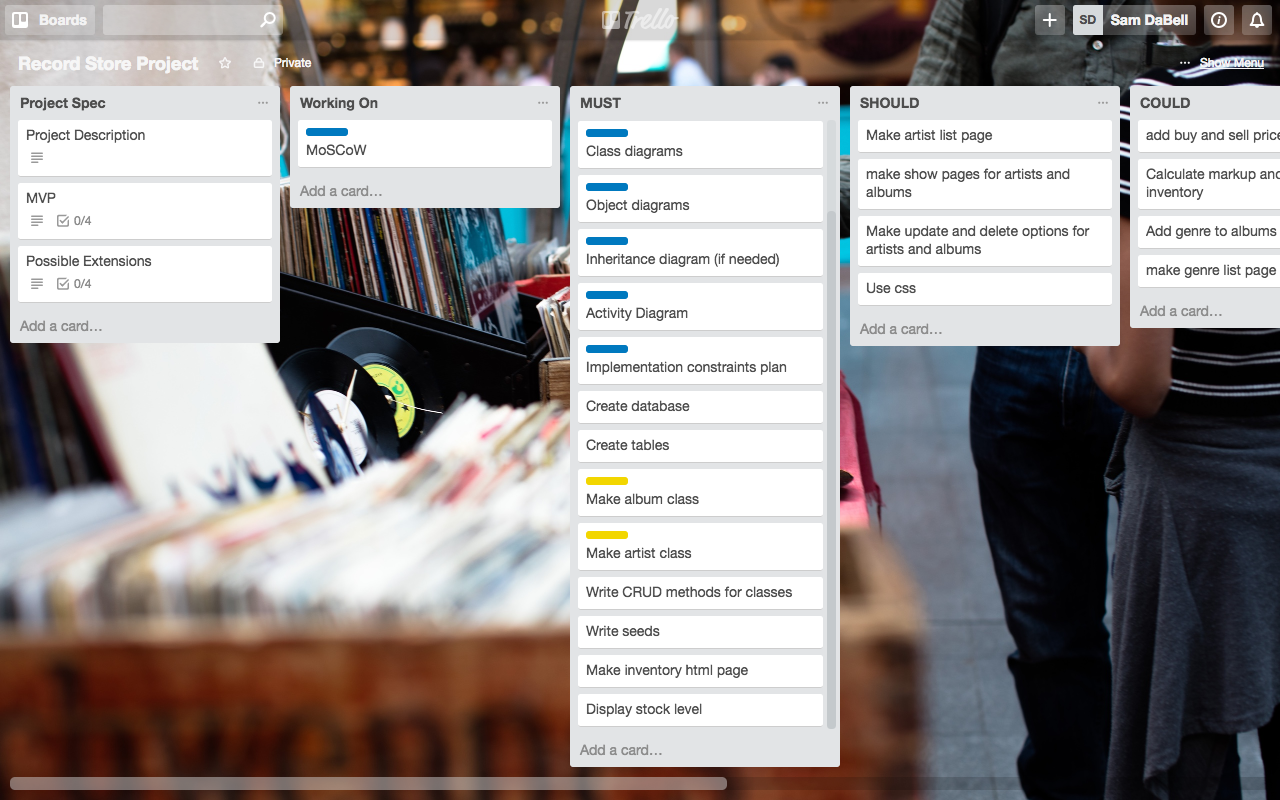 Boards
Trello
SD
Sam DaBell
Record Store Project
Private
Show Menu
Project Spec
Project Description
MVP
0/4
Possible Extensions
0/4
Add a card…
Working On
MoSCoW
Add a card…
MUST
Class diagrams
Object diagrams
Inheritance diagram (if needed)
Activity Diagram
Implementation constraints plan
Create database
Create tables
Make album class
Make artist class
Write CRUD methods for classes
Write seeds
Make inventory html page
Display stock level
Add a card…
SHOULD
Make artist list page
make show pages for artists and
albums
Make update and delete options for
artists and albums
Use css
Add a card…
COULD
add buy and sell price
Calculate markup and
inventory
Add genre to albums
make genre list page
Add a card…